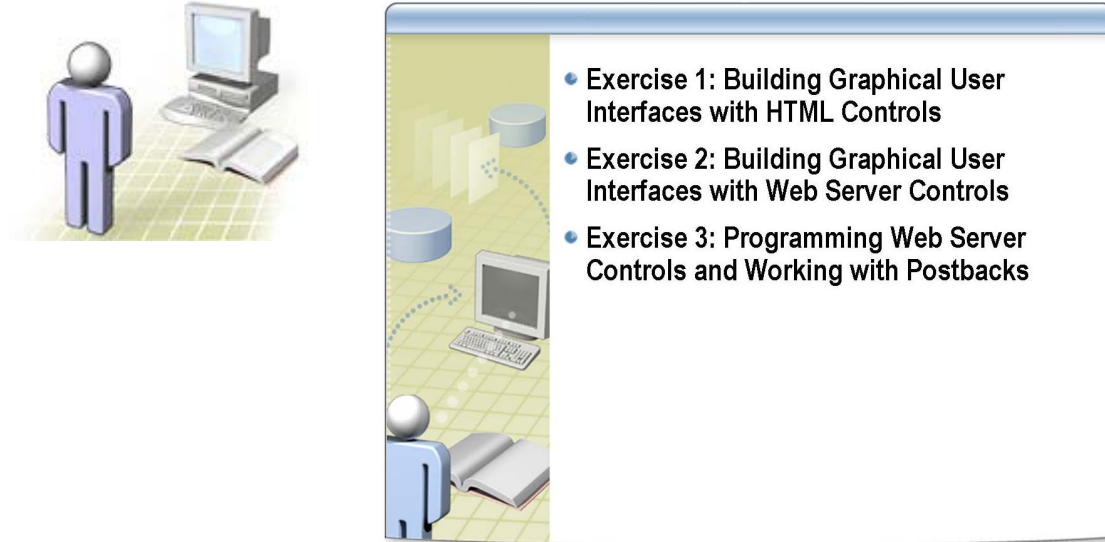 Exercise 1: Building Graphical User
Interfaces with HTML Controls
Exercise 2: Building Graphical User
Interfaces with Web Server Controls
Exercise 3: Programming Web Server
Controls and Working with Postbacks